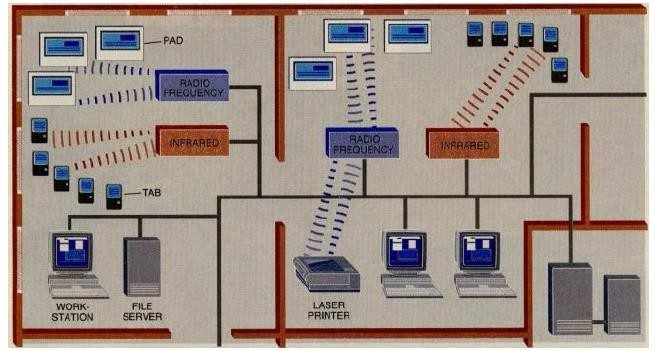 PAD
RADIO
FREQUENCY
INFRARED
TAB
RADIO
FREQUENCY
INFRARED
WORK-
STATION
FILE
SERVER
LASER
PRINTER